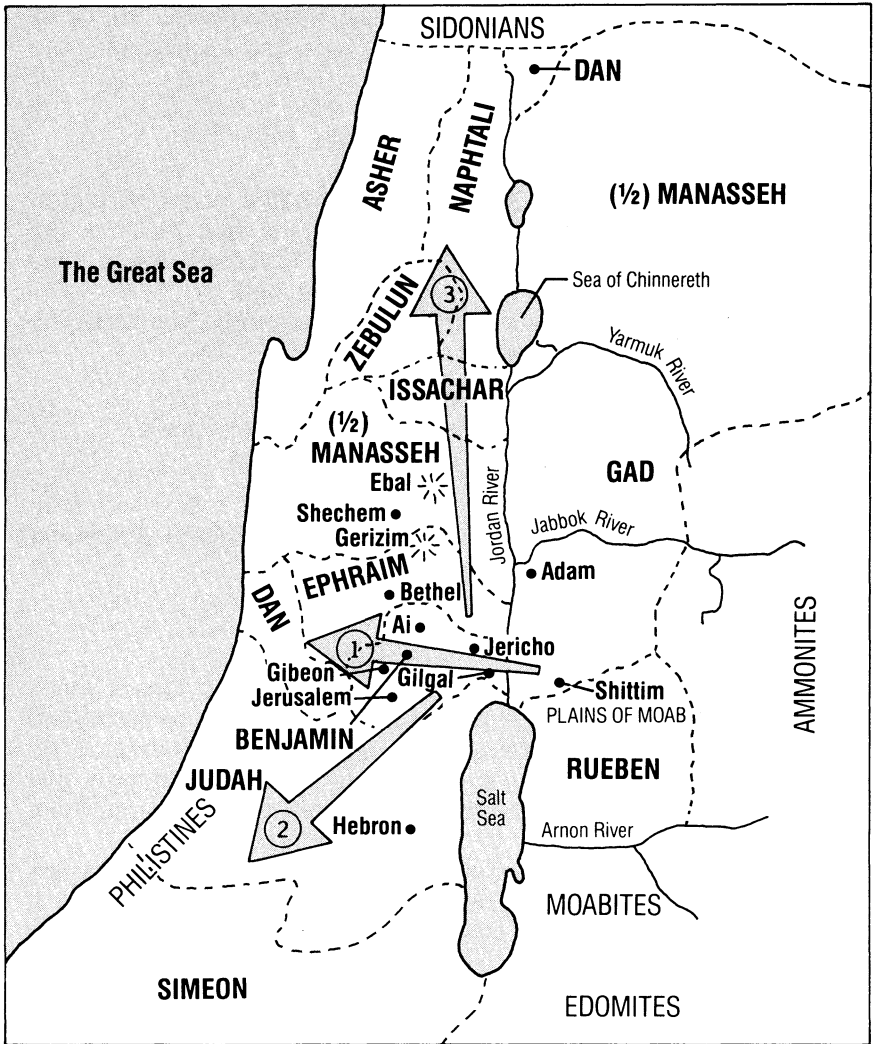 SIDONIANS
DAN
NAPHTALI
ASHER
(½) MANASSEH
The Great Sea
Sea of Chinnereth
3
ZEBULUN
Yarmuk River
ISSACHAR
(½)
MANASSEH
GAD
Ebal
Jordan River
Shechem
Jabbok River
Gerizim
EPHRAIM
Adam
DAN
Bethel
Ai
AMMONITES
1
Jericho
Gibeon
Gilgal
Shittim
Jerusalem
PLAINS OF MOAB
BENJAMIN
RUEBEN
JUDAH
Salt
Sea
PHILISTINES
2
Hebron
Arnon River
MOABITES
SIMEON
EDOMITES